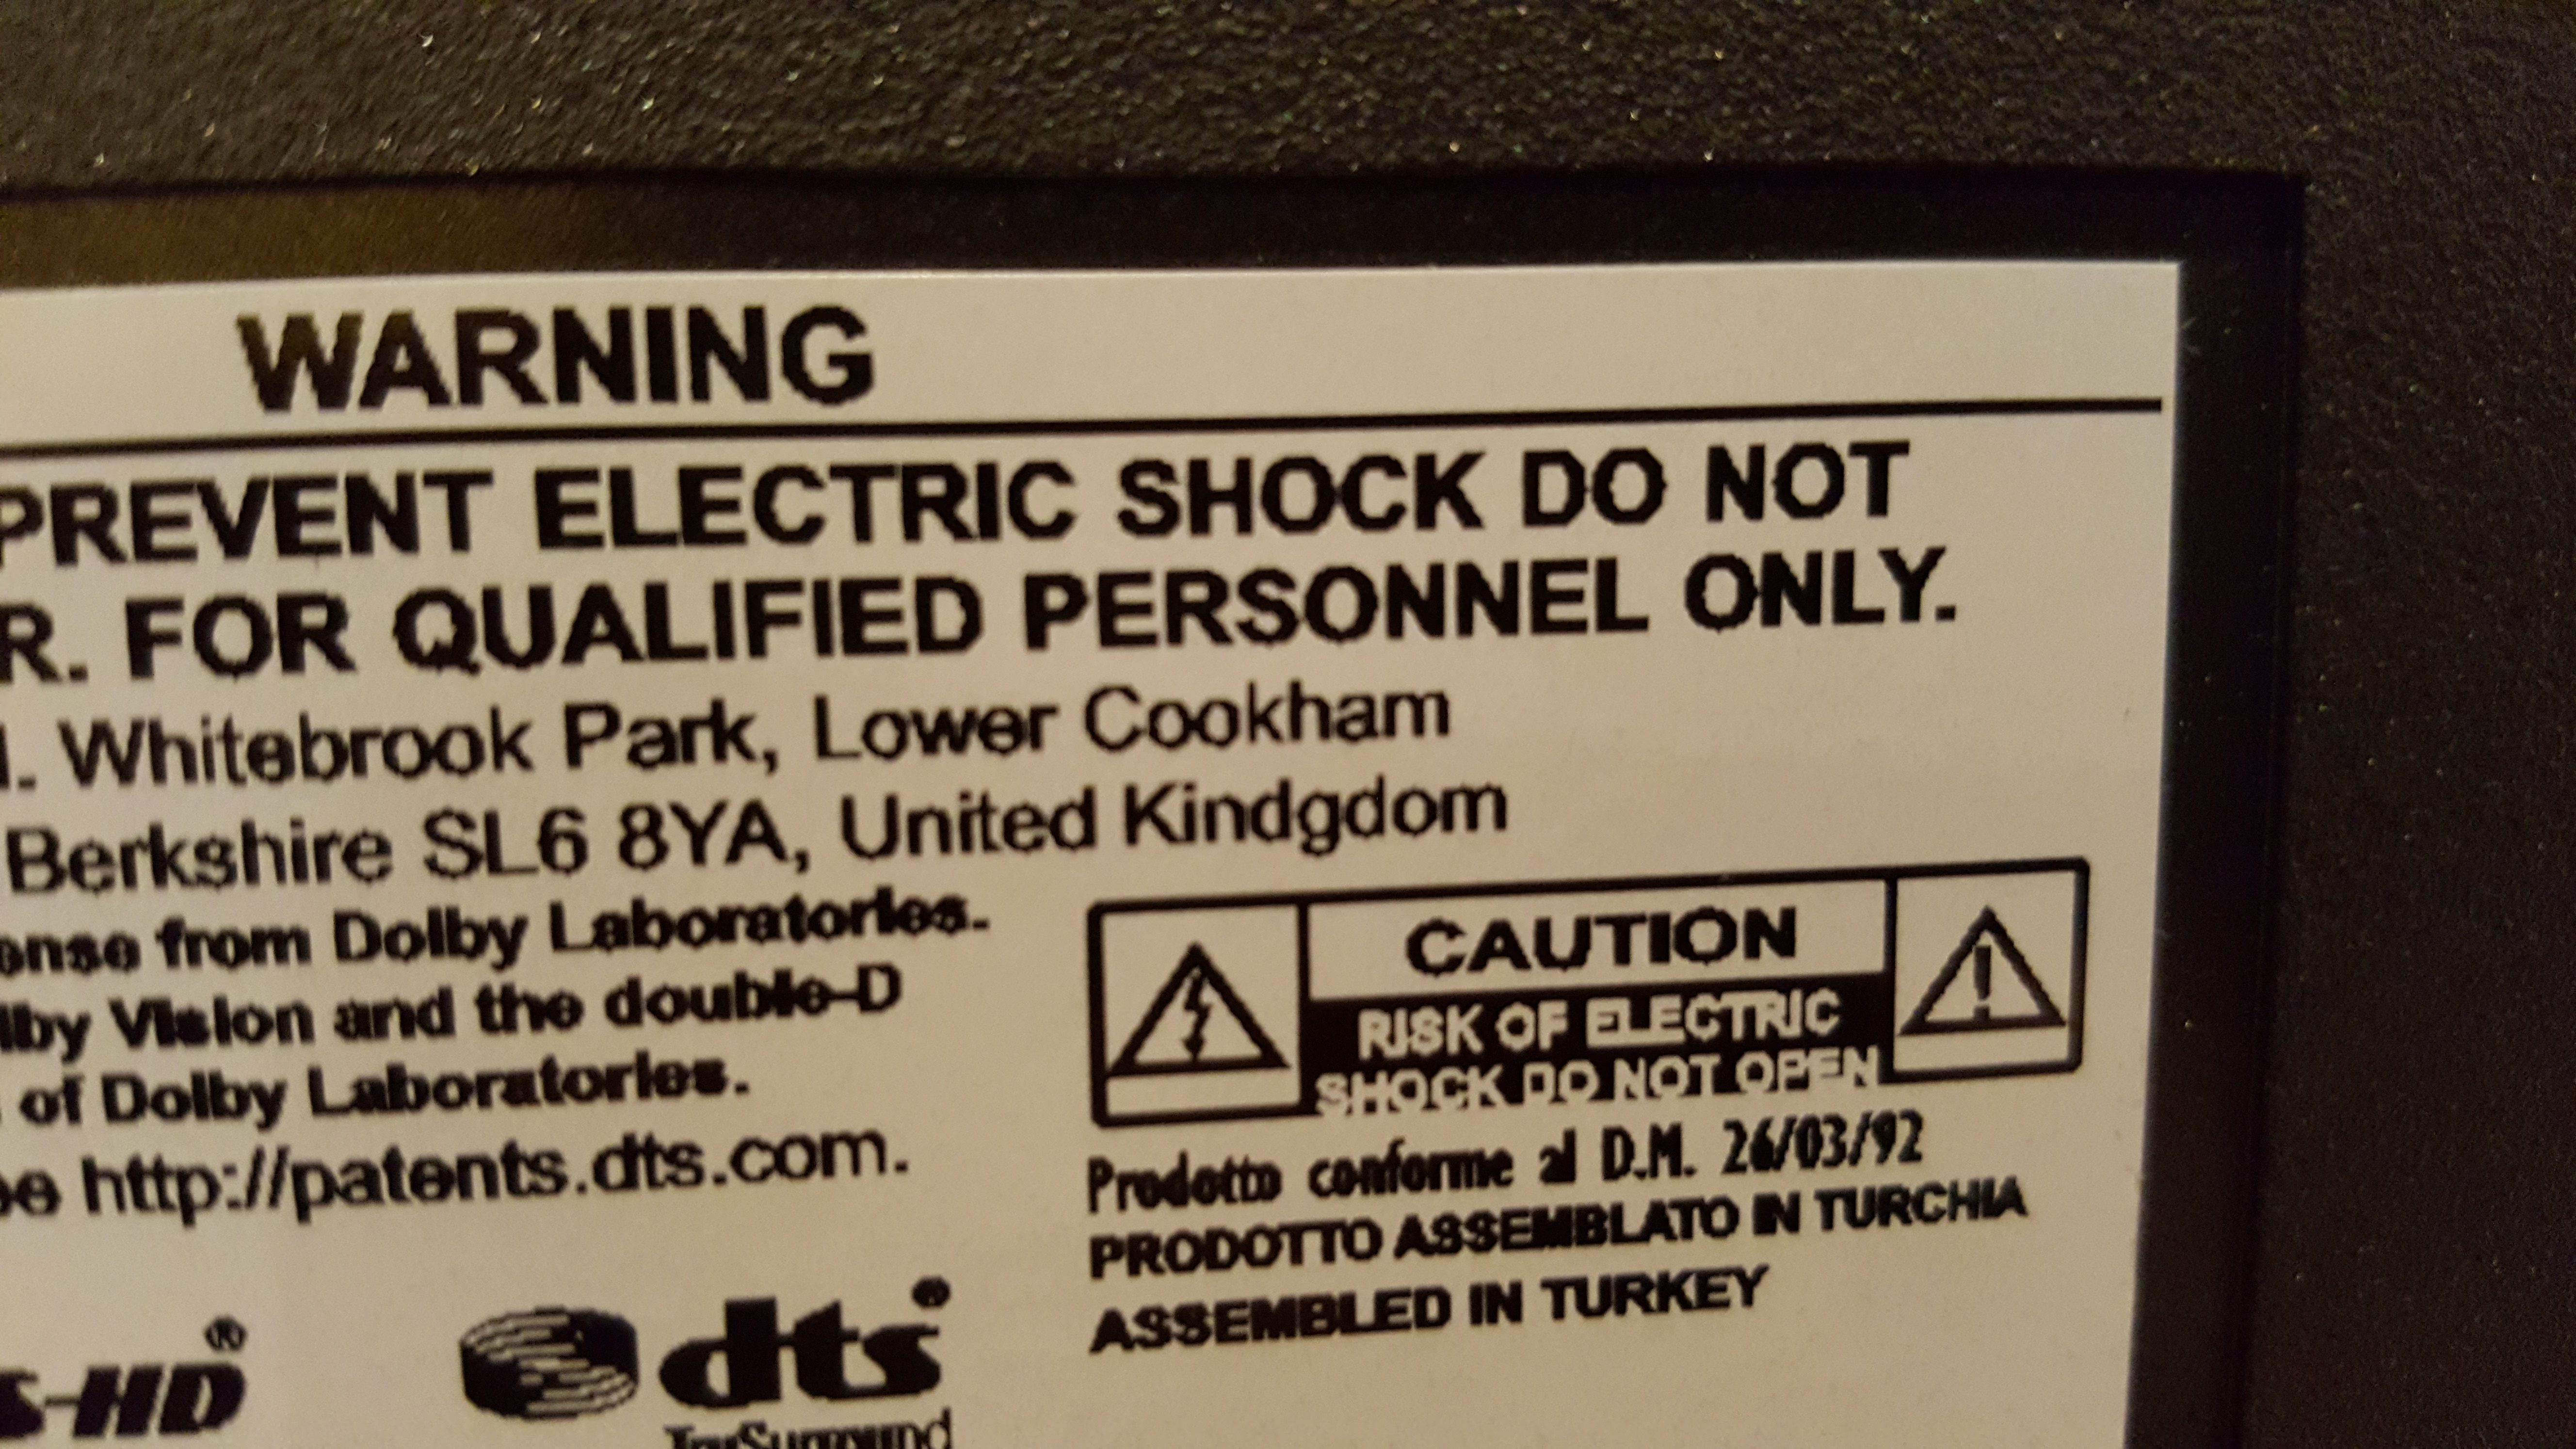 WARNING
PREVENT ELECTRIC SHOCK DO NOT
R. FOR QUALIFIED PERSONNEL ONLY.
Whitebrook Park, Lower Cookham
Berkshire SL6 8YA, United Kindgdom
ense from Dolby Laboratories.
lby Vision and the double-D
of Dolby Laboratories.
http://patents.dts.com.
CAUTION
RISK OF ELECTRIC
SHOCK DO NOT OPEN
!
Prodotto conforme al D.M. 26/03/92
PRODOTTO ASSEMBLATO IN TURCHIA
ASSEMBLED IN TURKEY
S-HD®
dts®
TruSurround